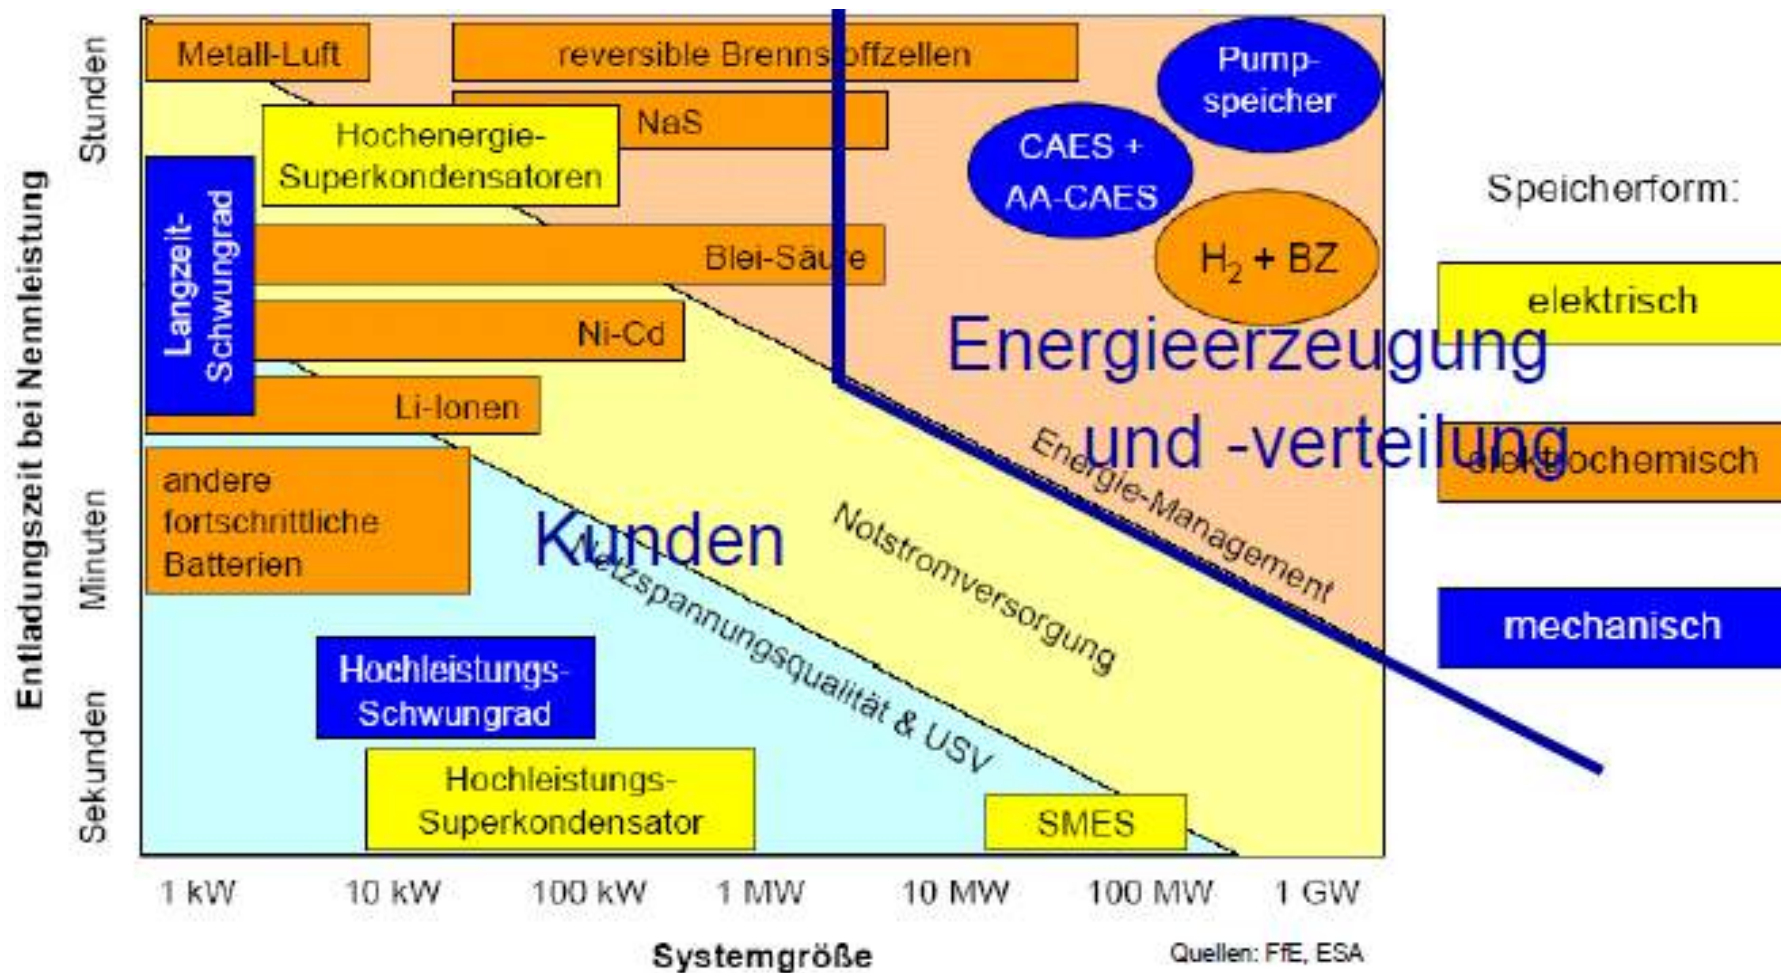 Metall-Luft
reversible Brennstoffzellen
Pump-
speicher
Hochenergie-
Superkondensatoren
NaS
CAES +
AA-CAES
Speicherform:
Langzeit-
Schwungrad
Blei-Säure
H2 + BZ
elektrisch
Ni-Cd
Energieerzeugung
und -verteilung
Li-Ionen
elektrochemisch
andere
fortschrittliche
Batterien
Kunden
Energie-Management
Notstromversorgung
Netzspannungsqualität & USV
mechanisch
Hochleistungs-
Schwungrad
Hochleistungs-
Superkondensator
SMES
Entladungszeit bei Nennleistung
Stunden
Minuten
Sekunden
1 kW 10 kW 100 kW 1 MW 10 MW 100 MW 1 GW
Systemgröße
Quellen: FfE, ESA